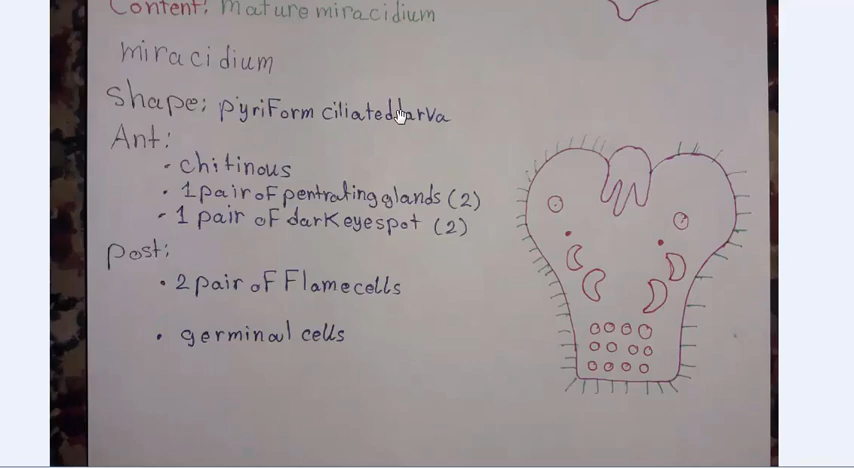 Content: Mature miracidium
miracidium
shape: pyriform ciliated larva
Ant:
• chitinous
• 1 pair of pentrating glands (2)
• 1 pair of dark eyespot (2)
post:
• 2 pair of Flame cells
• germinal cells